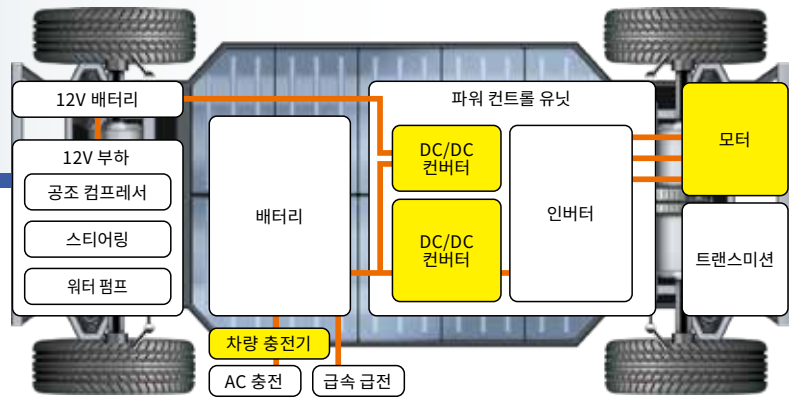 12V 배터리
12V 부하
공조 컴프레서
스티어링
워터 펌프
배터리
차량 충전기
AC 충전
급속 급전
파워 컨트롤 유닛
DC/DC
컨버터
DC/DC
컨버터
인버터
모터
트랜스미션